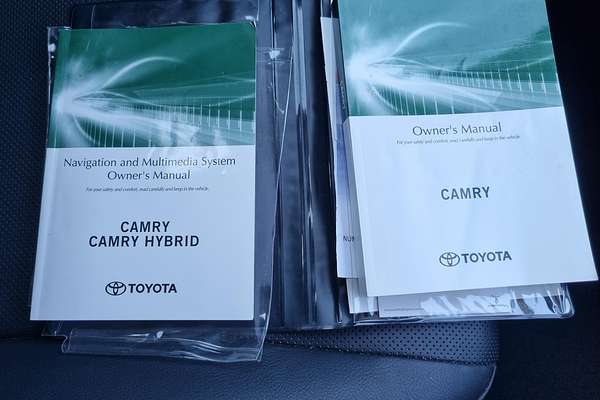 Navigation and Multimedia System
Owner's Manual
For your safety and comfort, read carefully and keep in the vehicle.
CAMRY
CAMRY HYBRID
TOYOTA
Owner's Manual
For your safety and comfort, read carefully and keep in the vehicle.
CAMRY
TOYOTA